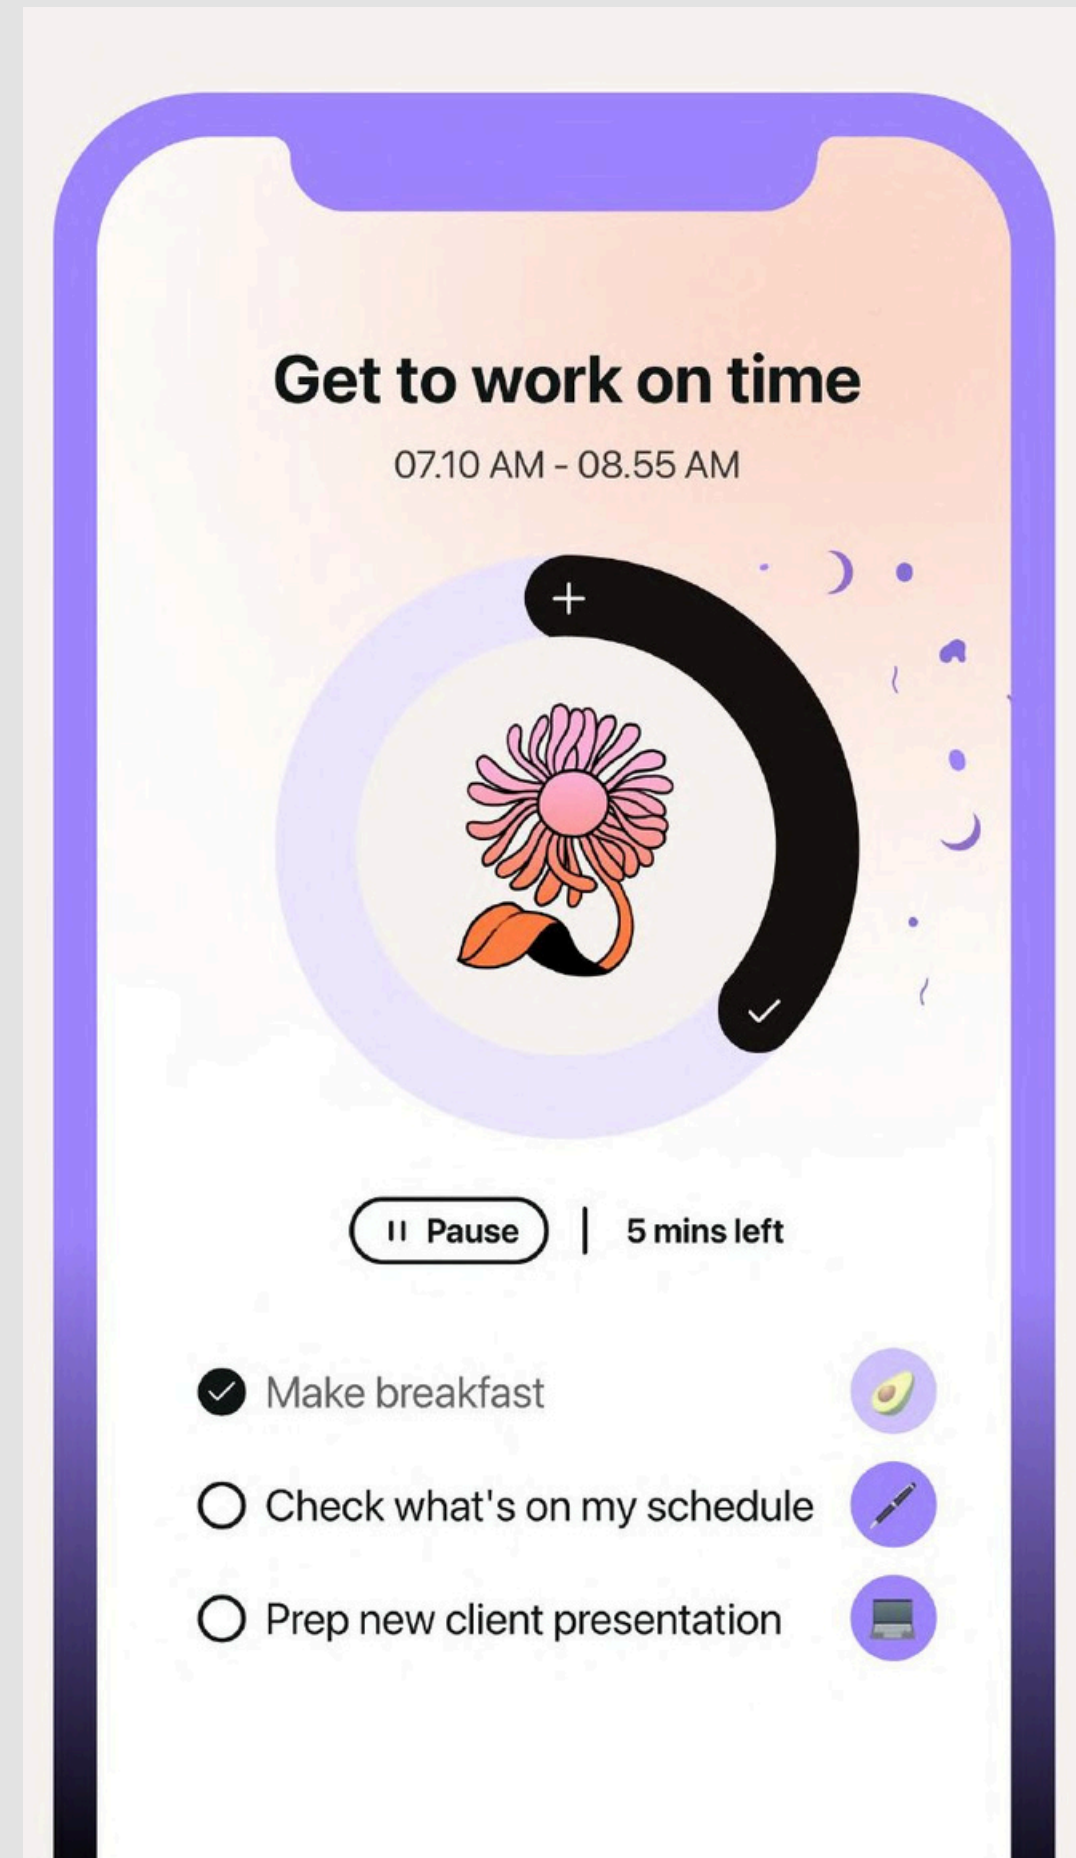 Get to work on time
07.10 AM - 08.55 AM
Pause | 5 mins left
Make breakfast
Check what's on my schedule
Prep new client presentation